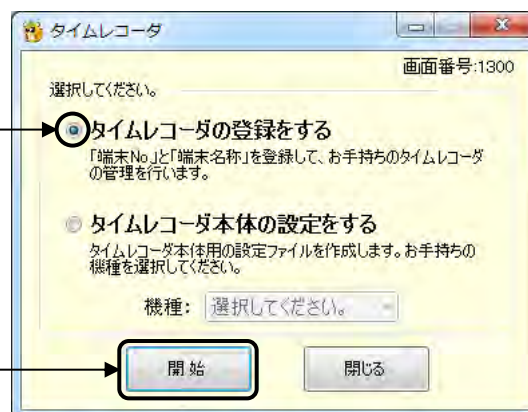 タイムレコーダ
画面番号:1300
選択してください。
タイムレコーダの登録をする
「端末No.」と「端末名称」を登録して、お手持ちのタイムレコーダ
の管理を行います。
タイムレコーダ本体の設定をする
タイムレコーダ本体用の設定ファイルを作成します。お手持ちの
機種を選択してください。
機種: 選択してください。
開始 閉じる